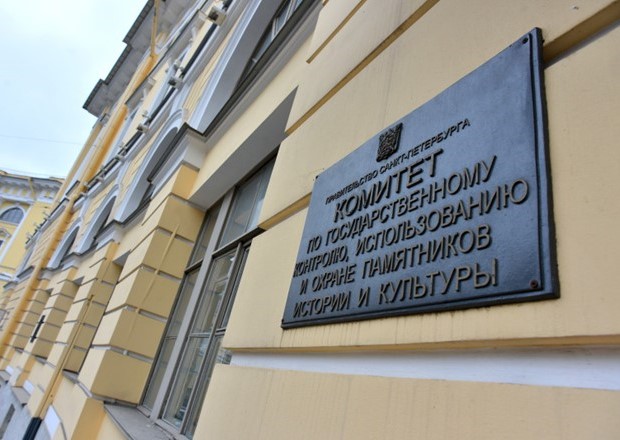 ПРАВИТЕЛЬСТВО САНКТ-ПЕТЕРБУРГА
КОМИТЕТ
ПО ГОСУДАРСТВЕННОМУ
КОНТРОЛЮ, ИСПОЛЬЗОВАНИЮ
И ОХРАНЕ ПАМЯТНИКОВ
ИСТОРИИ И КУЛЬТУРЫ